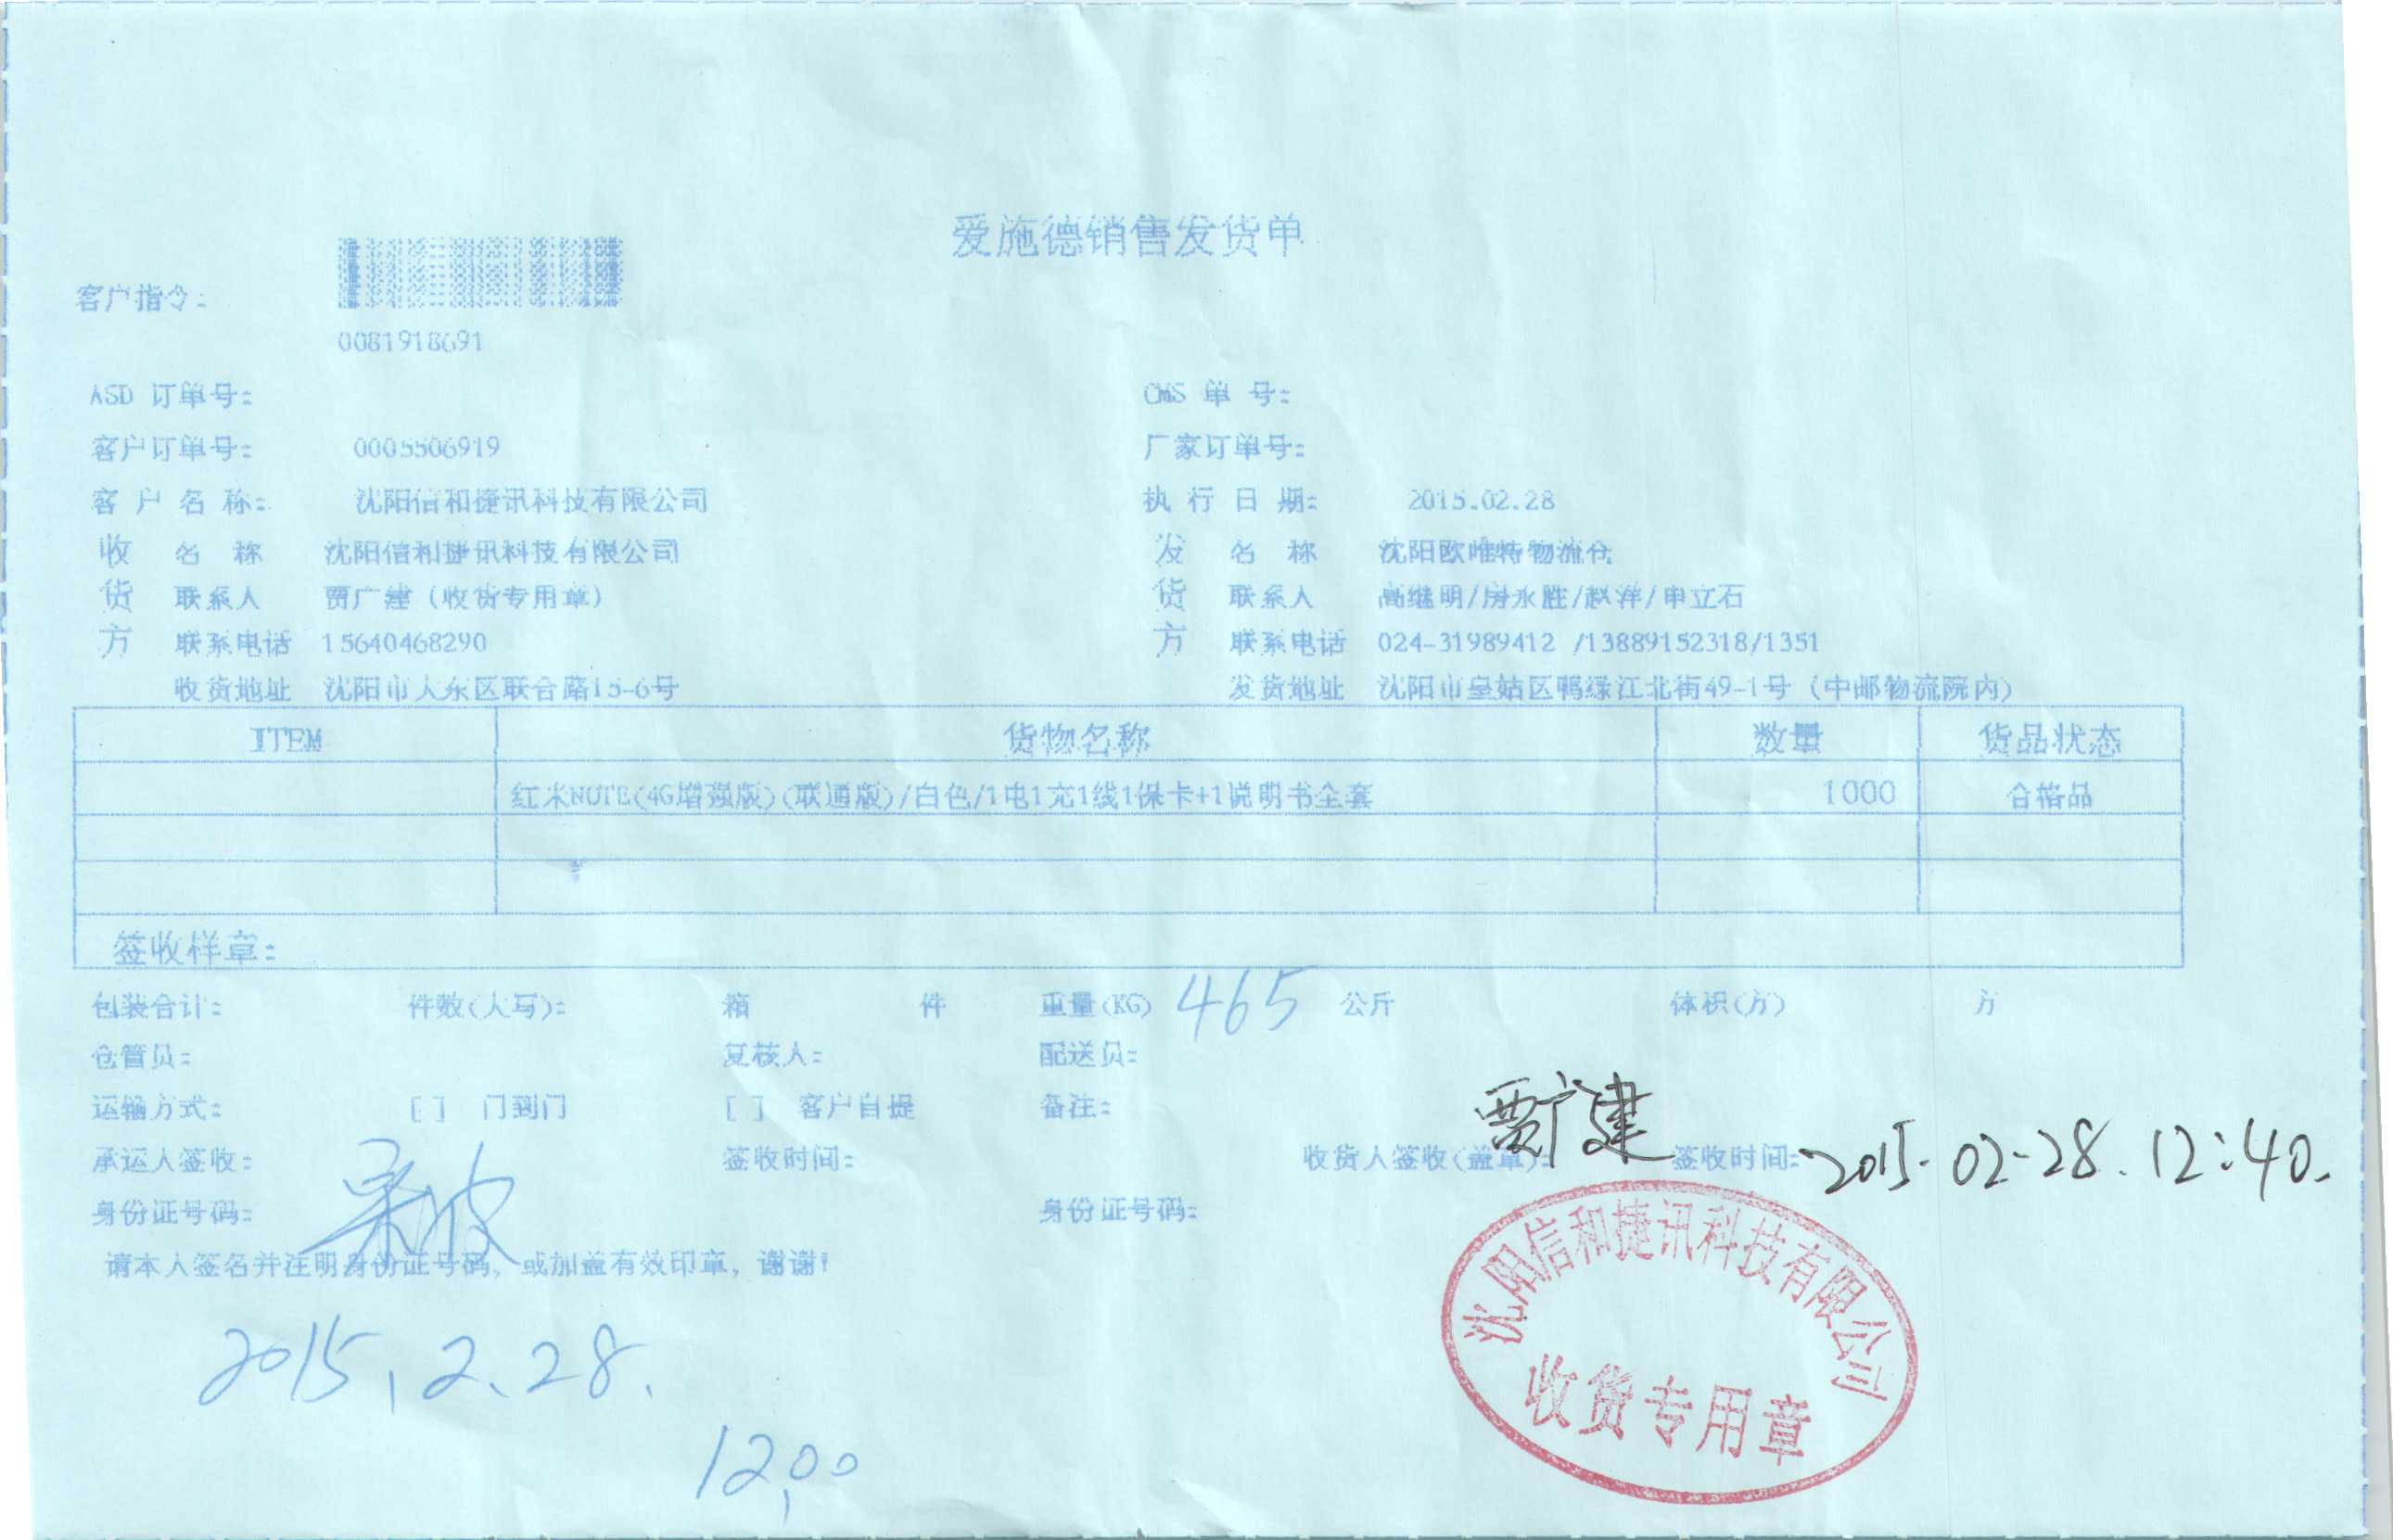 爱施德销售发货单
客户指令:
0081918691
ASD 订单号: OMS 单 号:
客户订单号: 0005506919 厂家订单号:
客 户 名 称: 沈阳信和捷讯科技有限公司 执 行 日 期: 2015.02.28
收 名 称 沈阳信和捷讯科技有限公司 发 名 称 沈阳欧唯特物流仓
货 联系人 贾广建（收货专用章） 货 联系人 高继明/房永胜/赵洋/申立石
方 联系电话 15640468290 方 联系电话 024-31989412 /13889152318/1351
收货地址 沈阳市大东区联合路15-6号 发货地址 沈阳市皇姑区鸭绿江北街49-1号（中邮物流院内）
ITEM 货物名称 数量 货品状态
红米NOTE(4G增强版)(联通版)/白色/1电1充1线1保卡+1说明书全套 1000 合格品
签收样章:
包装合计: 件数(大写): 箱 件 重量(KG) 465 公斤 体积(方) 方
仓管员: 复核人: 配送员:
运输方式: [ ] 门到门 [ ] 客户自提 备注:
承运人签收: 签收时间: 收货人签收(盖章): 贾广建 签收时间: 2015.02-28.12:40.
身份证号码: 身份证号码:
请本人签名并注明身份证号码，或加盖有效印章，谢谢!
沈阳信和捷讯科技有限公司
收货专用章
2015,2.28.
12,00